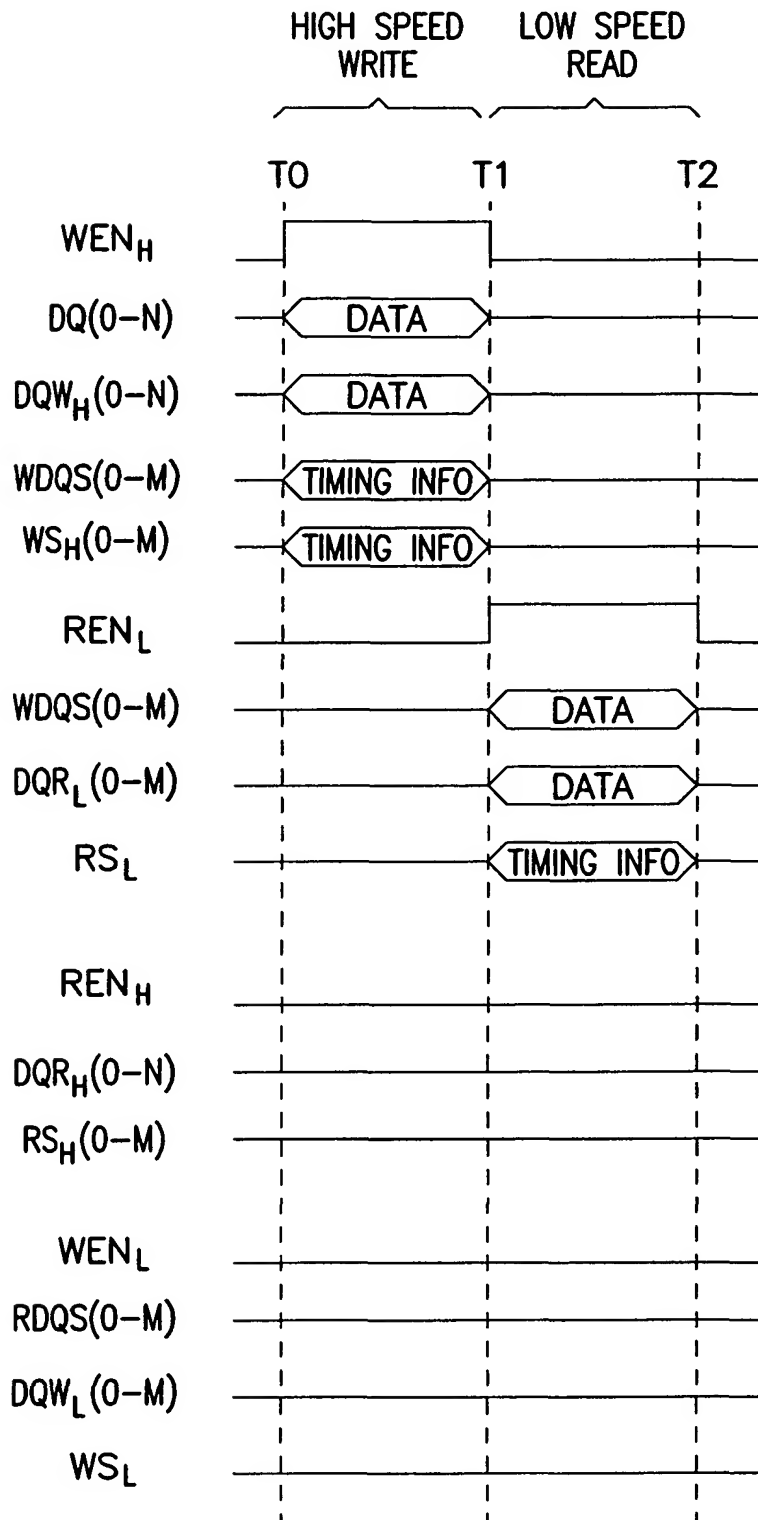 HIGH SPEED WRITE
LOW SPEED READ
T0 T1 T2
WEN_H
DQ(0-N) DATA
DQW_H(0-N) DATA
WDQS(0-M) TIMING INFO
WS_H(0-M) TIMING INFO
REN_L
WDQS(0-M) DATA
DQR_L(0-M) DATA
RS_L TIMING INFO
REN_H
DQR_H(0-N)
RS_H(0-M)
WEN_L
RDQS(0-M)
DQW_L(0-M)
WS_L